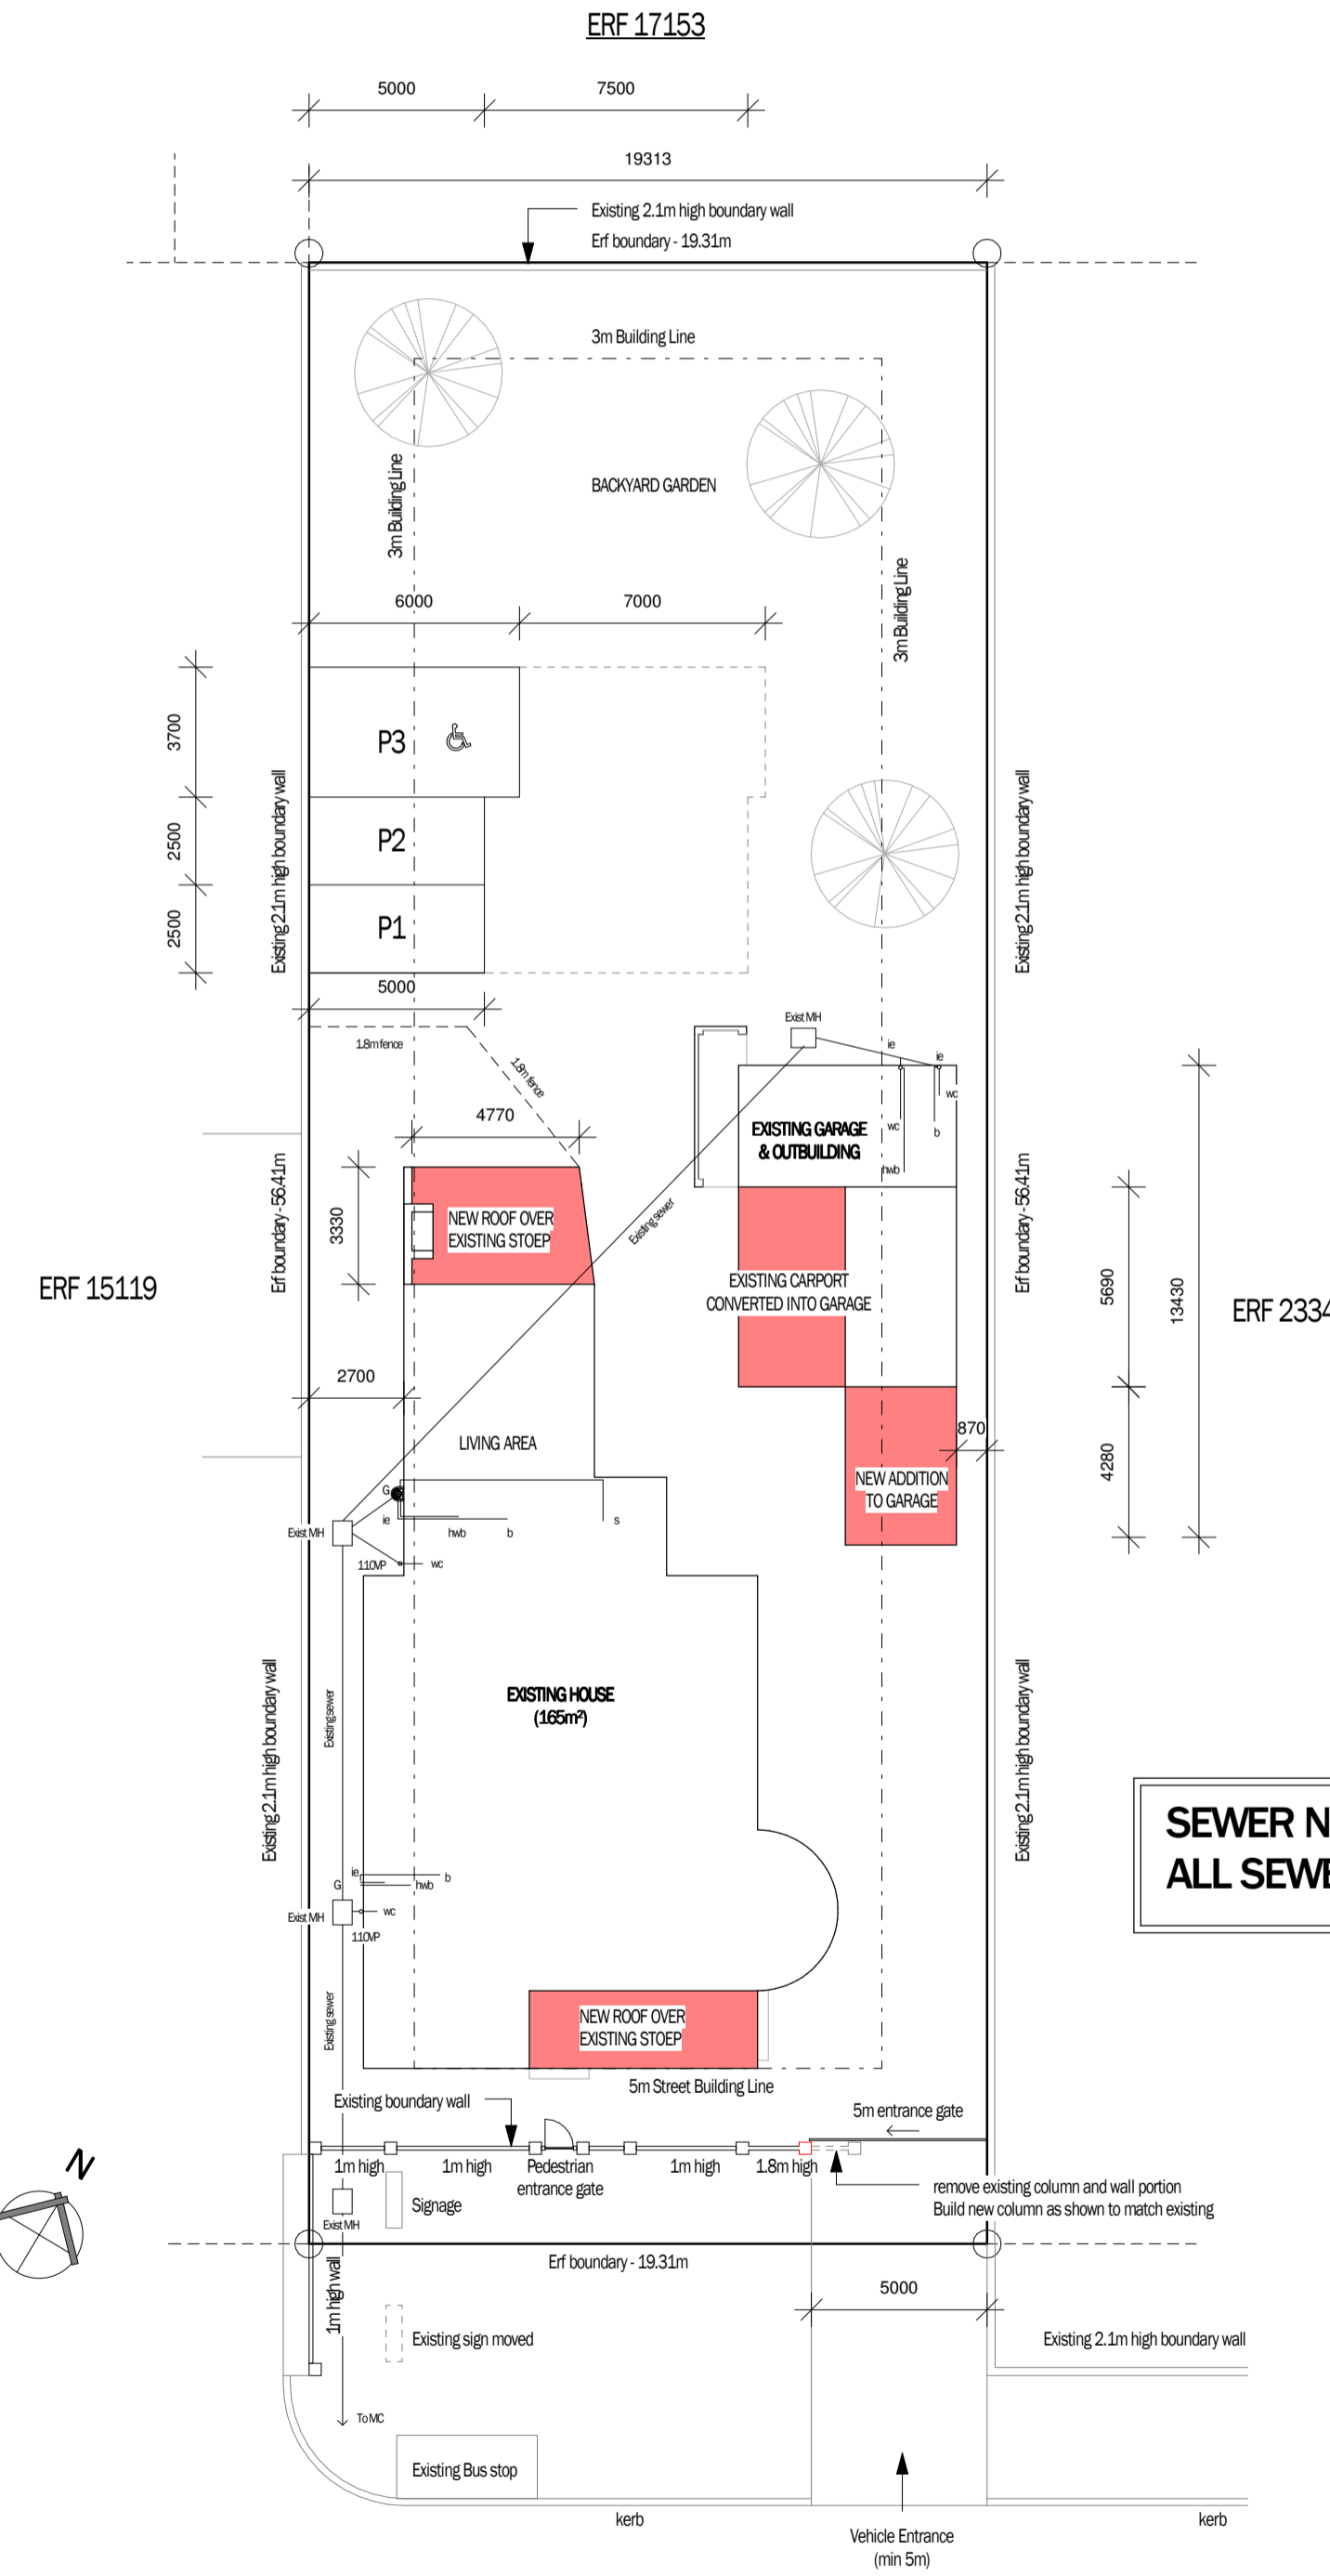 ERF 17153
5000
7500
19313
Existing 2.1m high boundary wall
Erf boundary - 19.31m
3m Building Line
3m Building Line
BACKYARD GARDEN
3m Building Line
6000
7000
3700
P3
2500
P2
2500
P1
Existing 2.1m high boundary wall
Existing 2.1m high boundary wall
5000
1.8m fence
1.8m fence
Exist MH
ie
ie
wc
wc
b
hwb
EXISTING GARAGE
& OUTBUILDING
4770
3330
NEW ROOF OVER
EXISTING STOEP
Existing sewer
Erf boundary - 56.41m
Erf boundary - 56.41m
ERF 15119
EXISTING CARPORT
CONVERTED INTO GARAGE
5690
13430
ERF 2334
2700
870
LIVING AREA
4280
NEW ADDITION
TO GARAGE
G
ie
hwb
b
s
Exist MH
110VP
wc
Existing 2.1m high boundary wall
Existing sewer
EXISTING HOUSE
(165m²)
Existing 2.1m high boundary wall
SEWER N
ALL SEWE
ie
b
G
hwb
Exist MH
wc
110VP
Existing sewer
NEW ROOF OVER
EXISTING STOEP
5m Street Building Line
Existing boundary wall
5m entrance gate
1m high
1m high
Pedestrian
entrance gate
1m high
1.8m high
remove existing column and wall portion
Build new column as shown to match existing
N
Signage
Exist MH
Erf boundary - 19.31m
1m high wall
5000
Existing sign moved
Existing 2.1m high boundary wall
To MC
Existing Bus stop
kerb
kerb
Vehicle Entrance
(min 5m)